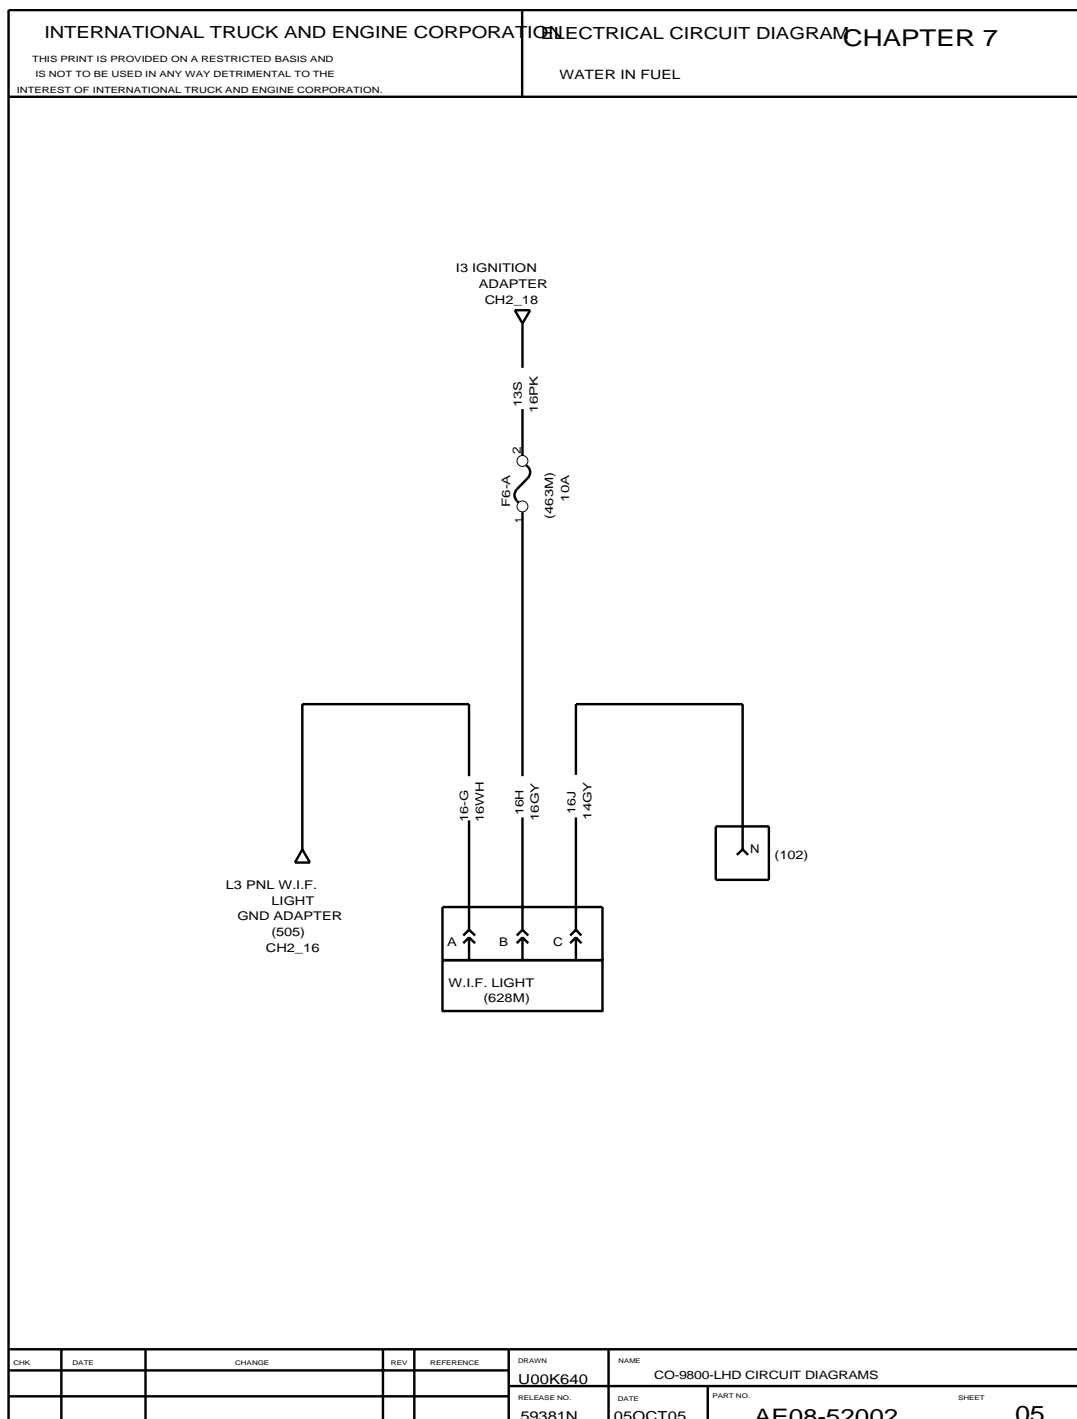 INTERNATIONAL TRUCK AND ENGINE CORPORATION
THIS PRINT IS PROVIDED ON A RESTRICTED BASIS AND
IS NOT TO BE USED IN ANY WAY DETRIMENTAL TO THE
INTEREST OF INTERNATIONAL TRUCK AND ENGINE CORPORATION.
ELECTRICAL CIRCUIT DIAGRAM
CHAPTER 7
WATER IN FUEL
I3 IGNITION
ADAPTER
CH2_18
13S
16PK
2
F6-A
(463M)
10A
1
16-G
16WH
16H
16GY
16J
14GY
N
(102)
L3 PNL W.I.F.
LIGHT
GND ADAPTER
(505)
CH2_16
A
B
C
W.I.F. LIGHT
(628M)
CHK
DATE
CHANGE
REV
REFERENCE
DRAWN
U00K640
NAME
CO-9800-LHD CIRCUIT DIAGRAMS
RELEASE NO.
59381N
DATE
05OCT05
PART NO.
AE08-52002
SHEET
05